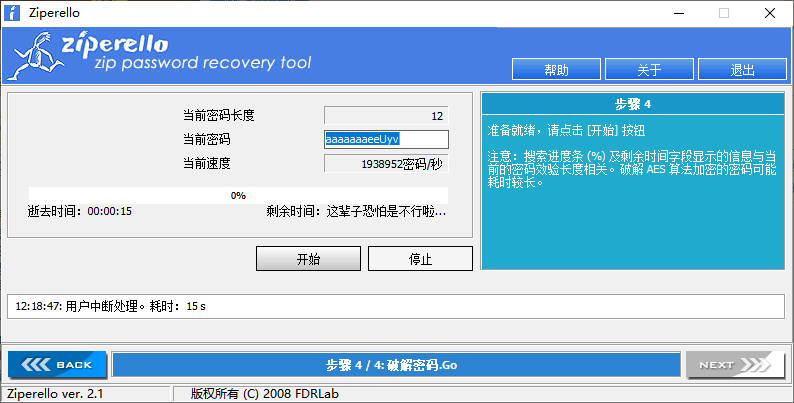 Ziperello
ziperello
zip password recovery tool
帮助
关于
退出
当前密码长度
12
当前密码
aaaaaaaeeUyv
当前速度
1938952密码/秒
0%
逝去时间：00:00:15
剩余时间：这辈子恐怕是不行啦...
开始
停止
步骤 4
准备就绪，请点击 [开始] 按钮
注意：搜索进度条 (%) 及剩余时间字段显示的信息与当
前的密码效验长度相关。破解 AES 算法加密的密码可能
耗时较长。
12:18:47: 用户中断处理。耗时：15 s
BACK
步骤 4 / 4: 破解密码.Go
NEXT
Ziperello ver. 2.1
版权所有 (C) 2008 FDRLab